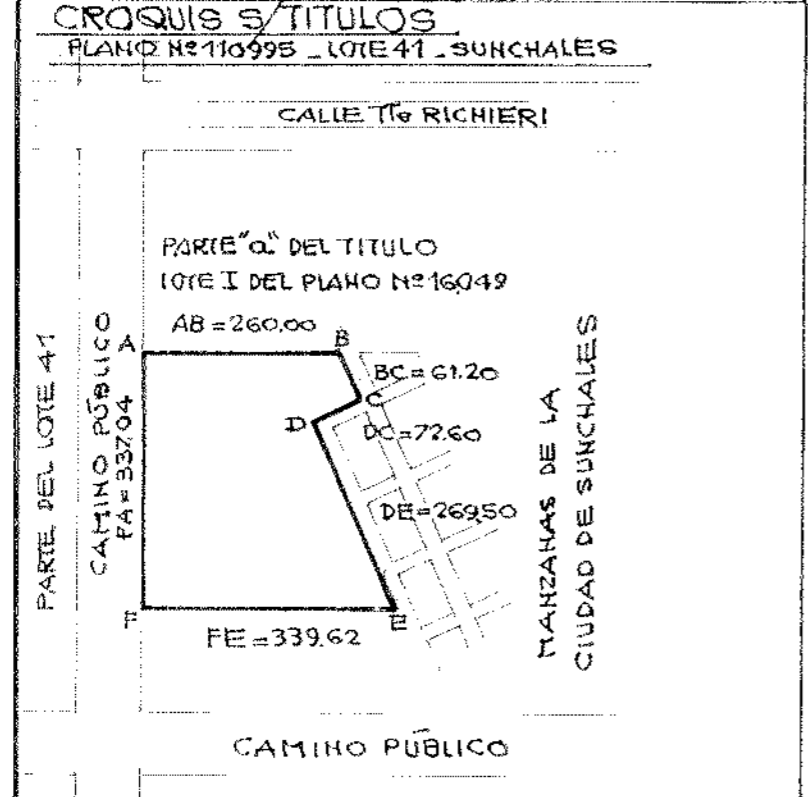 CROQUIS S/TITULOS
PLANO Nº110995 _ LOTE 41 _ SUNCHALES
CALLE TTe RICHIERI
PARTE "a" DEL TITULO
LOTE I DEL PLANO Nº16049
AB = 260.00
A
B
BC = 61.20
C
D
DC = 72.60
DE = 269.50
PARTE DEL LOTE 41
CAMINO PÚBLICO
FA = 337.04
MANZANAS DE LA
CIUDAD DE SUNCHALES
F
E
FE = 339.62
CAMINO PÚBLICO